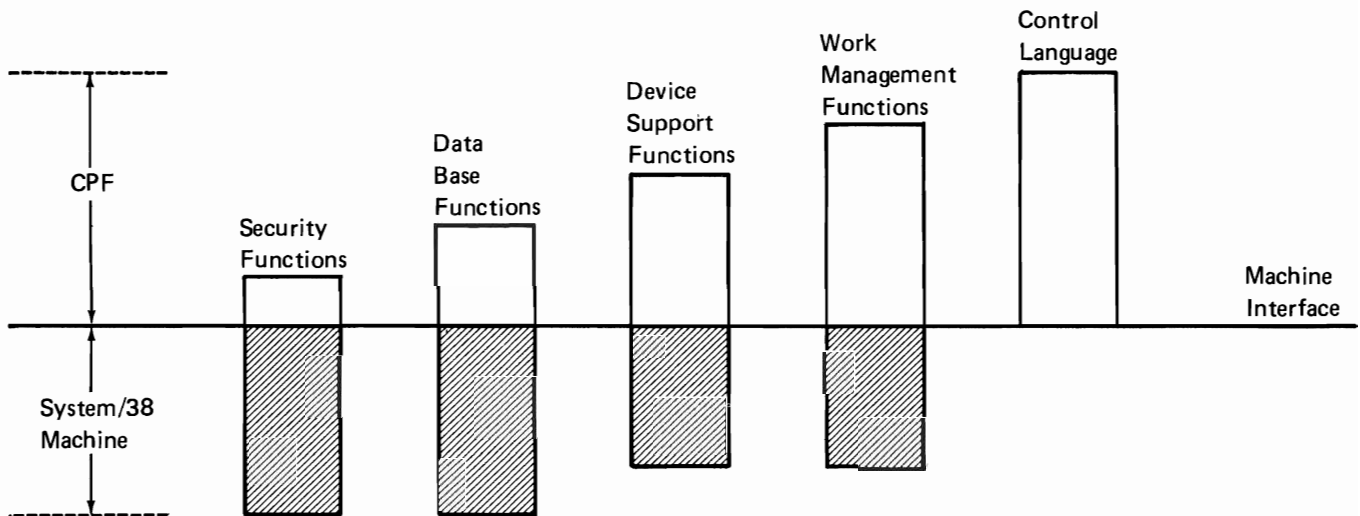 Control
Language
Work
Management
Functions
Device
Support
Functions
Data
Base
Functions
CPF
Security
Functions
Machine
Interface
System/38
Machine